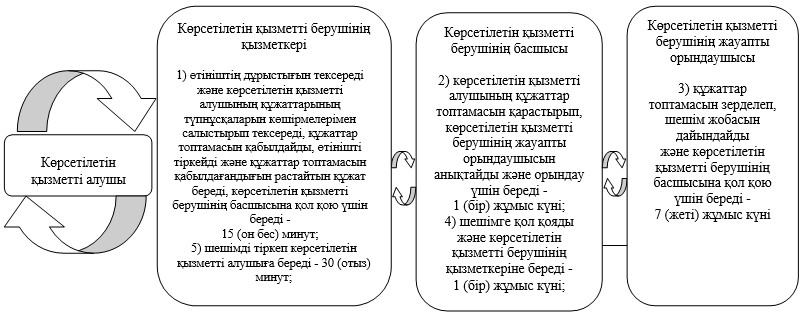 Көрсетілетін
қызметті алушы
Көрсетілетін қызметті берушінің
қызметкері
1) өтініштің дұрыстығын тексереді
және көрсетілетін қызметті
алушының құжаттарының
түпнұсқаларын көшірмелерімен
салыстырып тексереді, құжаттар
топтамасын қабылдайды, өтінішті
тіркейді және құжаттар топтамасын
қабылдағандығын растайтын құжат
береді, көрсетілетін қызметті
берушінің басшысына қол қою үшін
береді -
15 (он бес) минут;
5) шешімді тіркеп көрсетілетін
қызметті алушыға береді - 30 (отыз)
минут;
Көрсетілетін қызметті
берушінің басшысы
2) көрсетілетін қызметті
алушының құжаттар
топтамасын қарастырып,
көрсетілетін қызметті
берушінің жауапты
орындаушысын
анықтайды және орындау
үшін береді -
1 (бір) жұмыс күні;
4) шешімге қол қояды
және көрсетілетін
қызметті берушінің
қызметкеріне береді -
1 (бір) жұмыс күні;
Көрсетілетін қызметті
берушінің жауапты
орындаушысы
3) құжаттар
топтамасын зерделеп,
шешім жобасын
дайындайды
және көрсетілетін
қызметті берушінің
басшысына қол қою
үшін береді -
7 (жеті) жұмыс күні